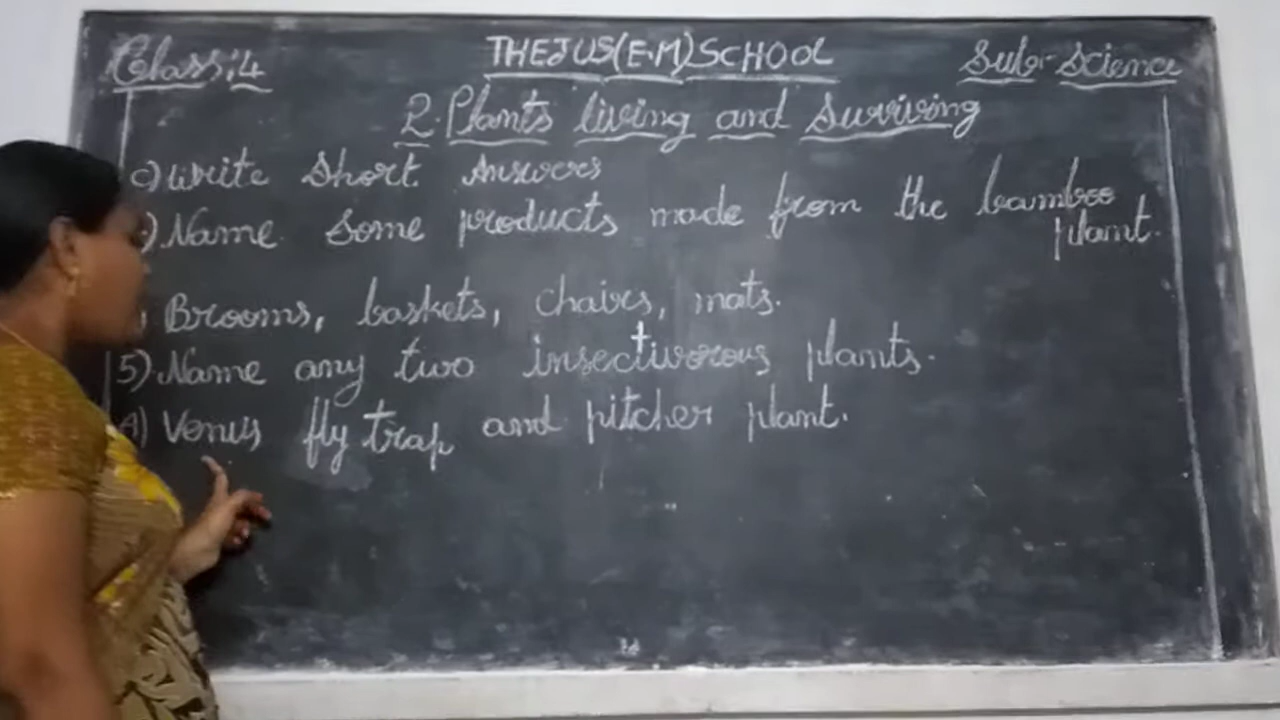 Class:4 THEJUS(E.M)SCHOOL Sub- Science
2. Plants living and Surviving
C) Write Short Answers
) Name some products made from the bamboo
plant.
) Brooms, baskets, chairs, mats.
5) Name any two insectivorous plants.
A) Venus fly trap and pitcher plant.